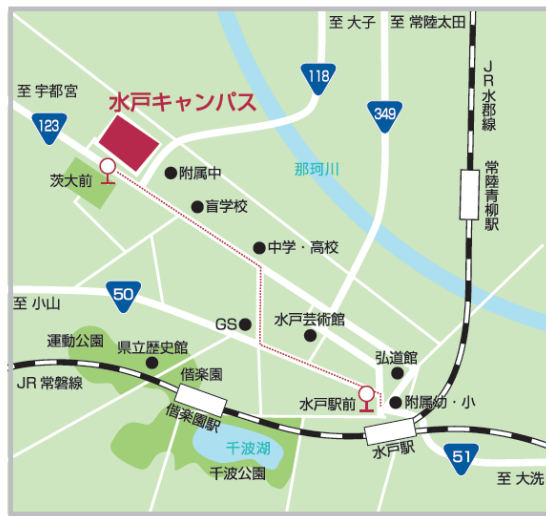 至 大子
至 常陸太田
118
JR水郡線
至 宇都宮
水戸キャンパス
349
123
茨大前
附属中
那珂川
常陸青柳駅
盲学校
中学・高校
50
至 小山
GS
水戸芸術館
運動公園
県立歴史館
弘道館
偕楽園
JR 常磐線
水戸駅前
附属幼・小
偕楽園駅
千波湖
水戸駅
51
千波公園
至 大洗